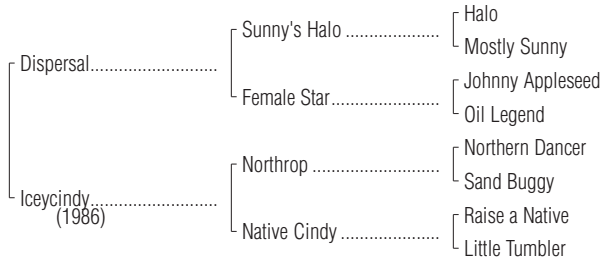 Halo
Sunny's Halo ....................
Mostly Sunny
Dispersal...........................
Johnny Appleseed
Female Star.......................
Oil Legend
Northern Dancer
Northrop ...........................
Sand Buggy
Iceycindy...........................
(1986)
Raise a Native
Native Cindy .....................
Little Tumbler